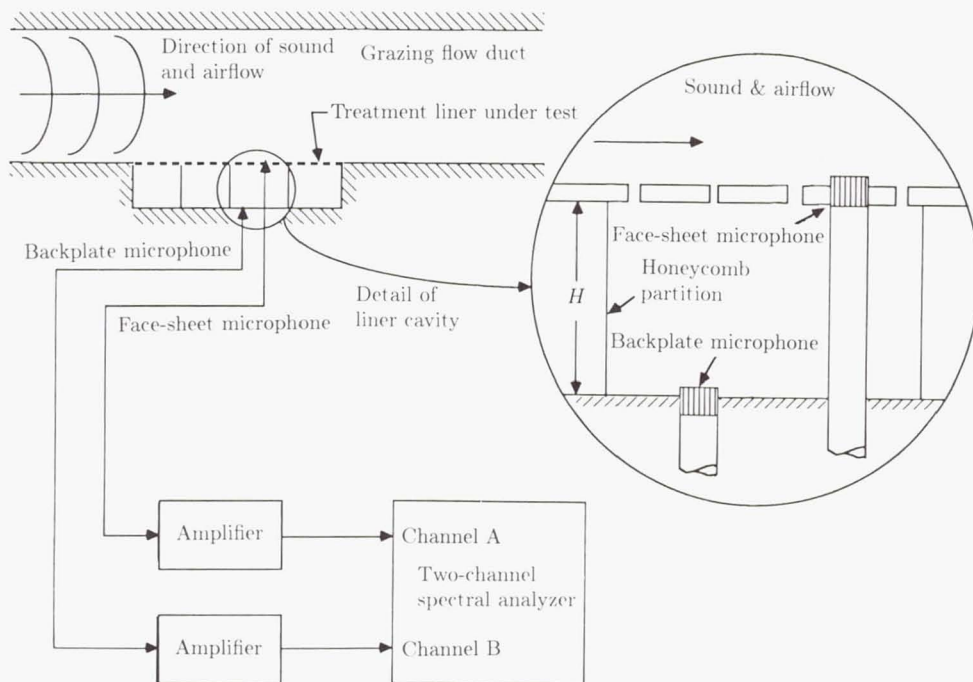 Direction of sound
and airflow
Grazing flow duct
Treatment liner under test
Sound & airflow
Face-sheet microphone
Honeycomb
partition
H
Backplate microphone
Backplate microphone
Detail of
liner cavity
Face-sheet microphone
Amplifier
Channel A
Two-channel
spectral analyzer
Amplifier
Channel B